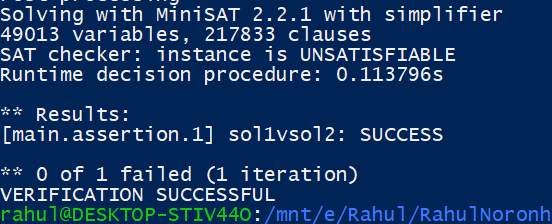 Solving with MiniSAT 2.2.1 with simplifier
49013 variables, 217833 clauses
SAT checker: instance is UNSATISFIABLE
Runtime decision procedure: 0.113796s
** Results:
[main.assertion.1] sol1vsol2: SUCCESS
** 0 of 1 failed (1 iteration)
VERIFICATION SUCCESSFUL
rahul@DESKTOP-STIV44O:/mnt/e/Rahul/RahulNoronh